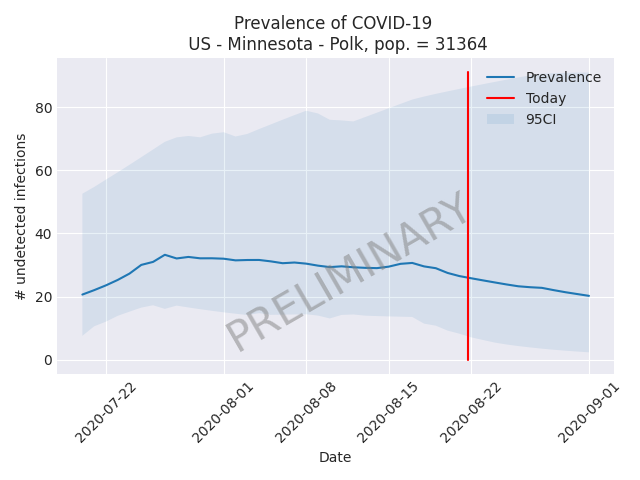 Prevalence of COVID-19
US - Minnesota - Polk, pop. = 31364
# undetected infections
80
60
40
20
0
Prevalence
Today
95CI
PRELIMINARY
2020-07-22
2020-08-01
2020-08-08
2020-08-15
2020-08-22
2020-09-01
Date